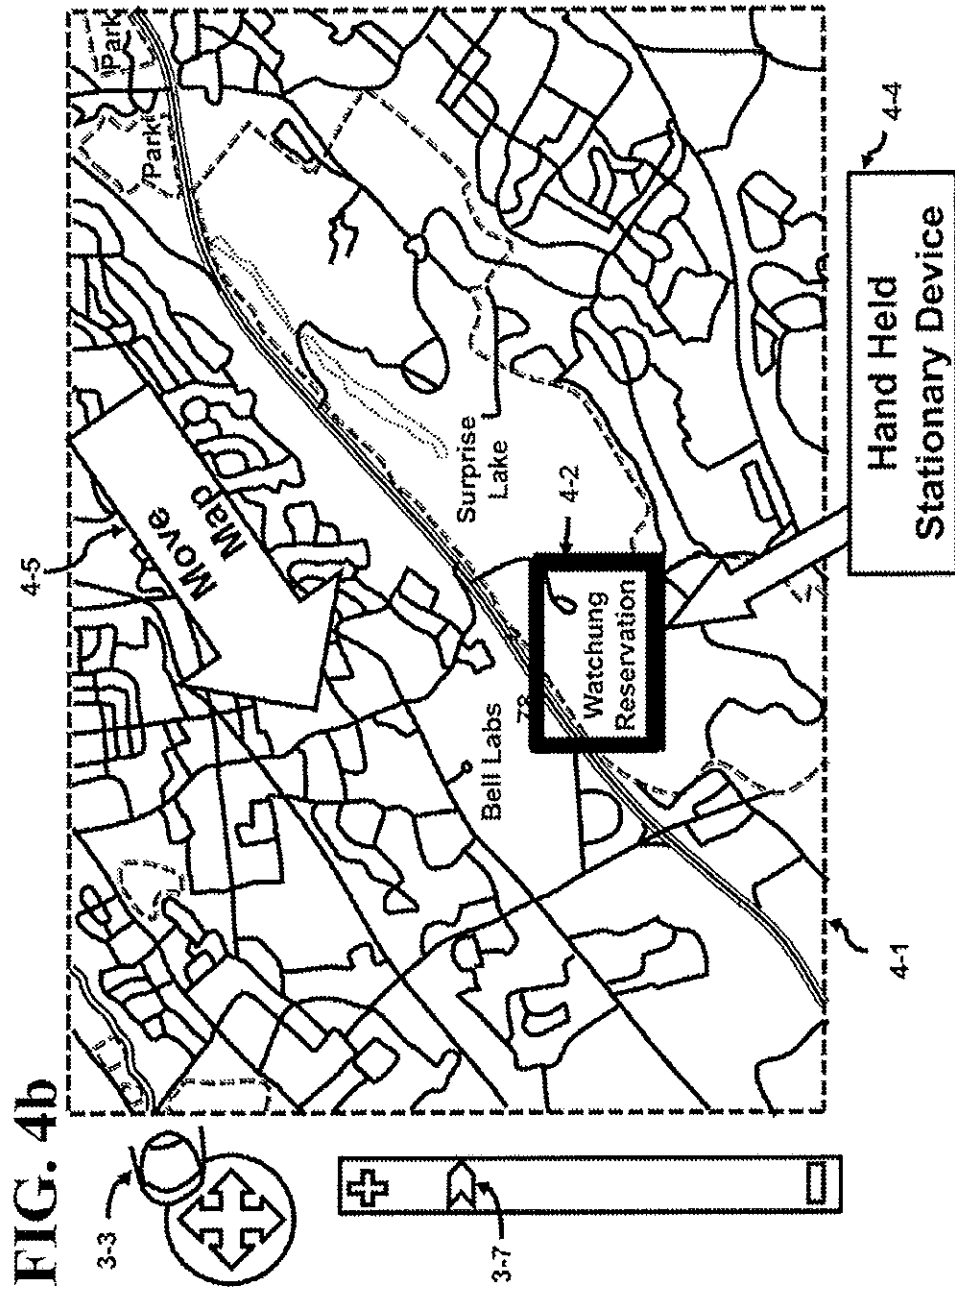 FIG. 4b
3-3
3-7
4-5
Move
Map
Park
Park
Surprise
Lake
4-2
Bell Labs
78
Watchung
Reservation
4-1
4-4
Hand Held
Stationary Device